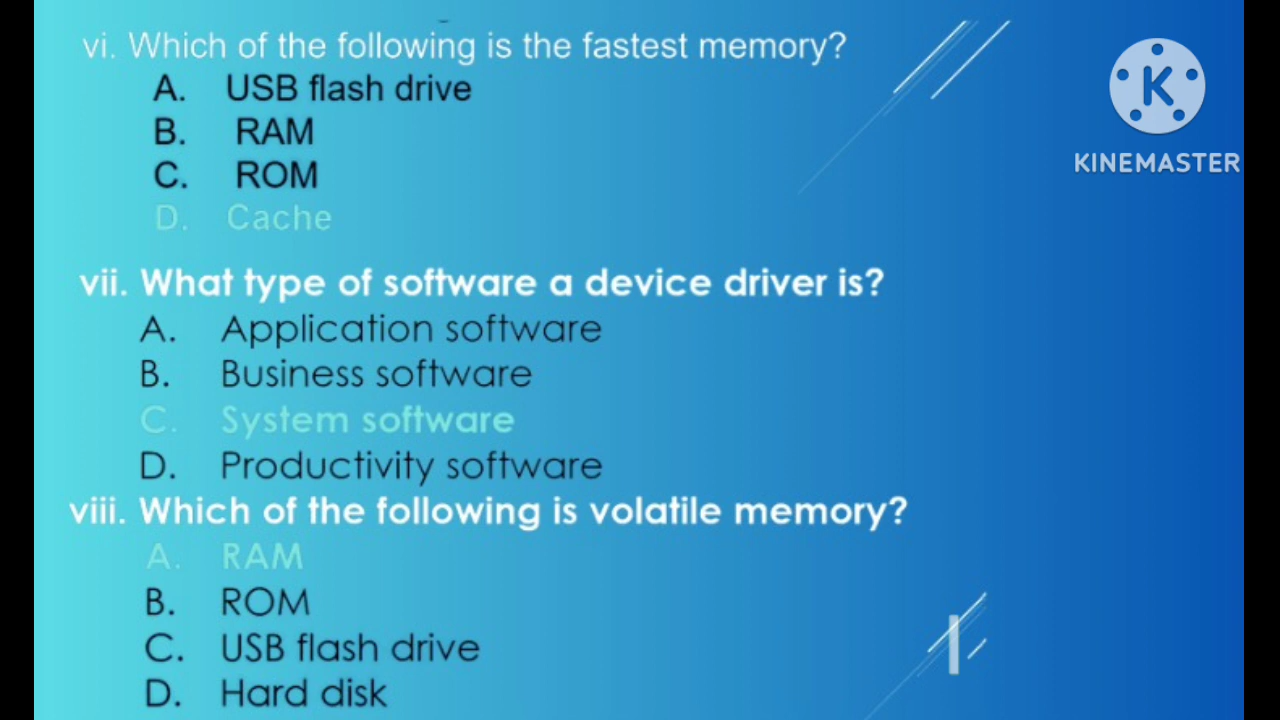 vi. Which of the following is the fastest memory?
A. USB flash drive
B. RAM
C. ROM
D. Cache
KINEMASTER
vii. What type of software a device driver is?
A. Application software
B. Business software
C. System software
D. Productivity software
viii. Which of the following is volatile memory?
A. RAM
B. ROM
C. USB flash drive
D. Hard disk